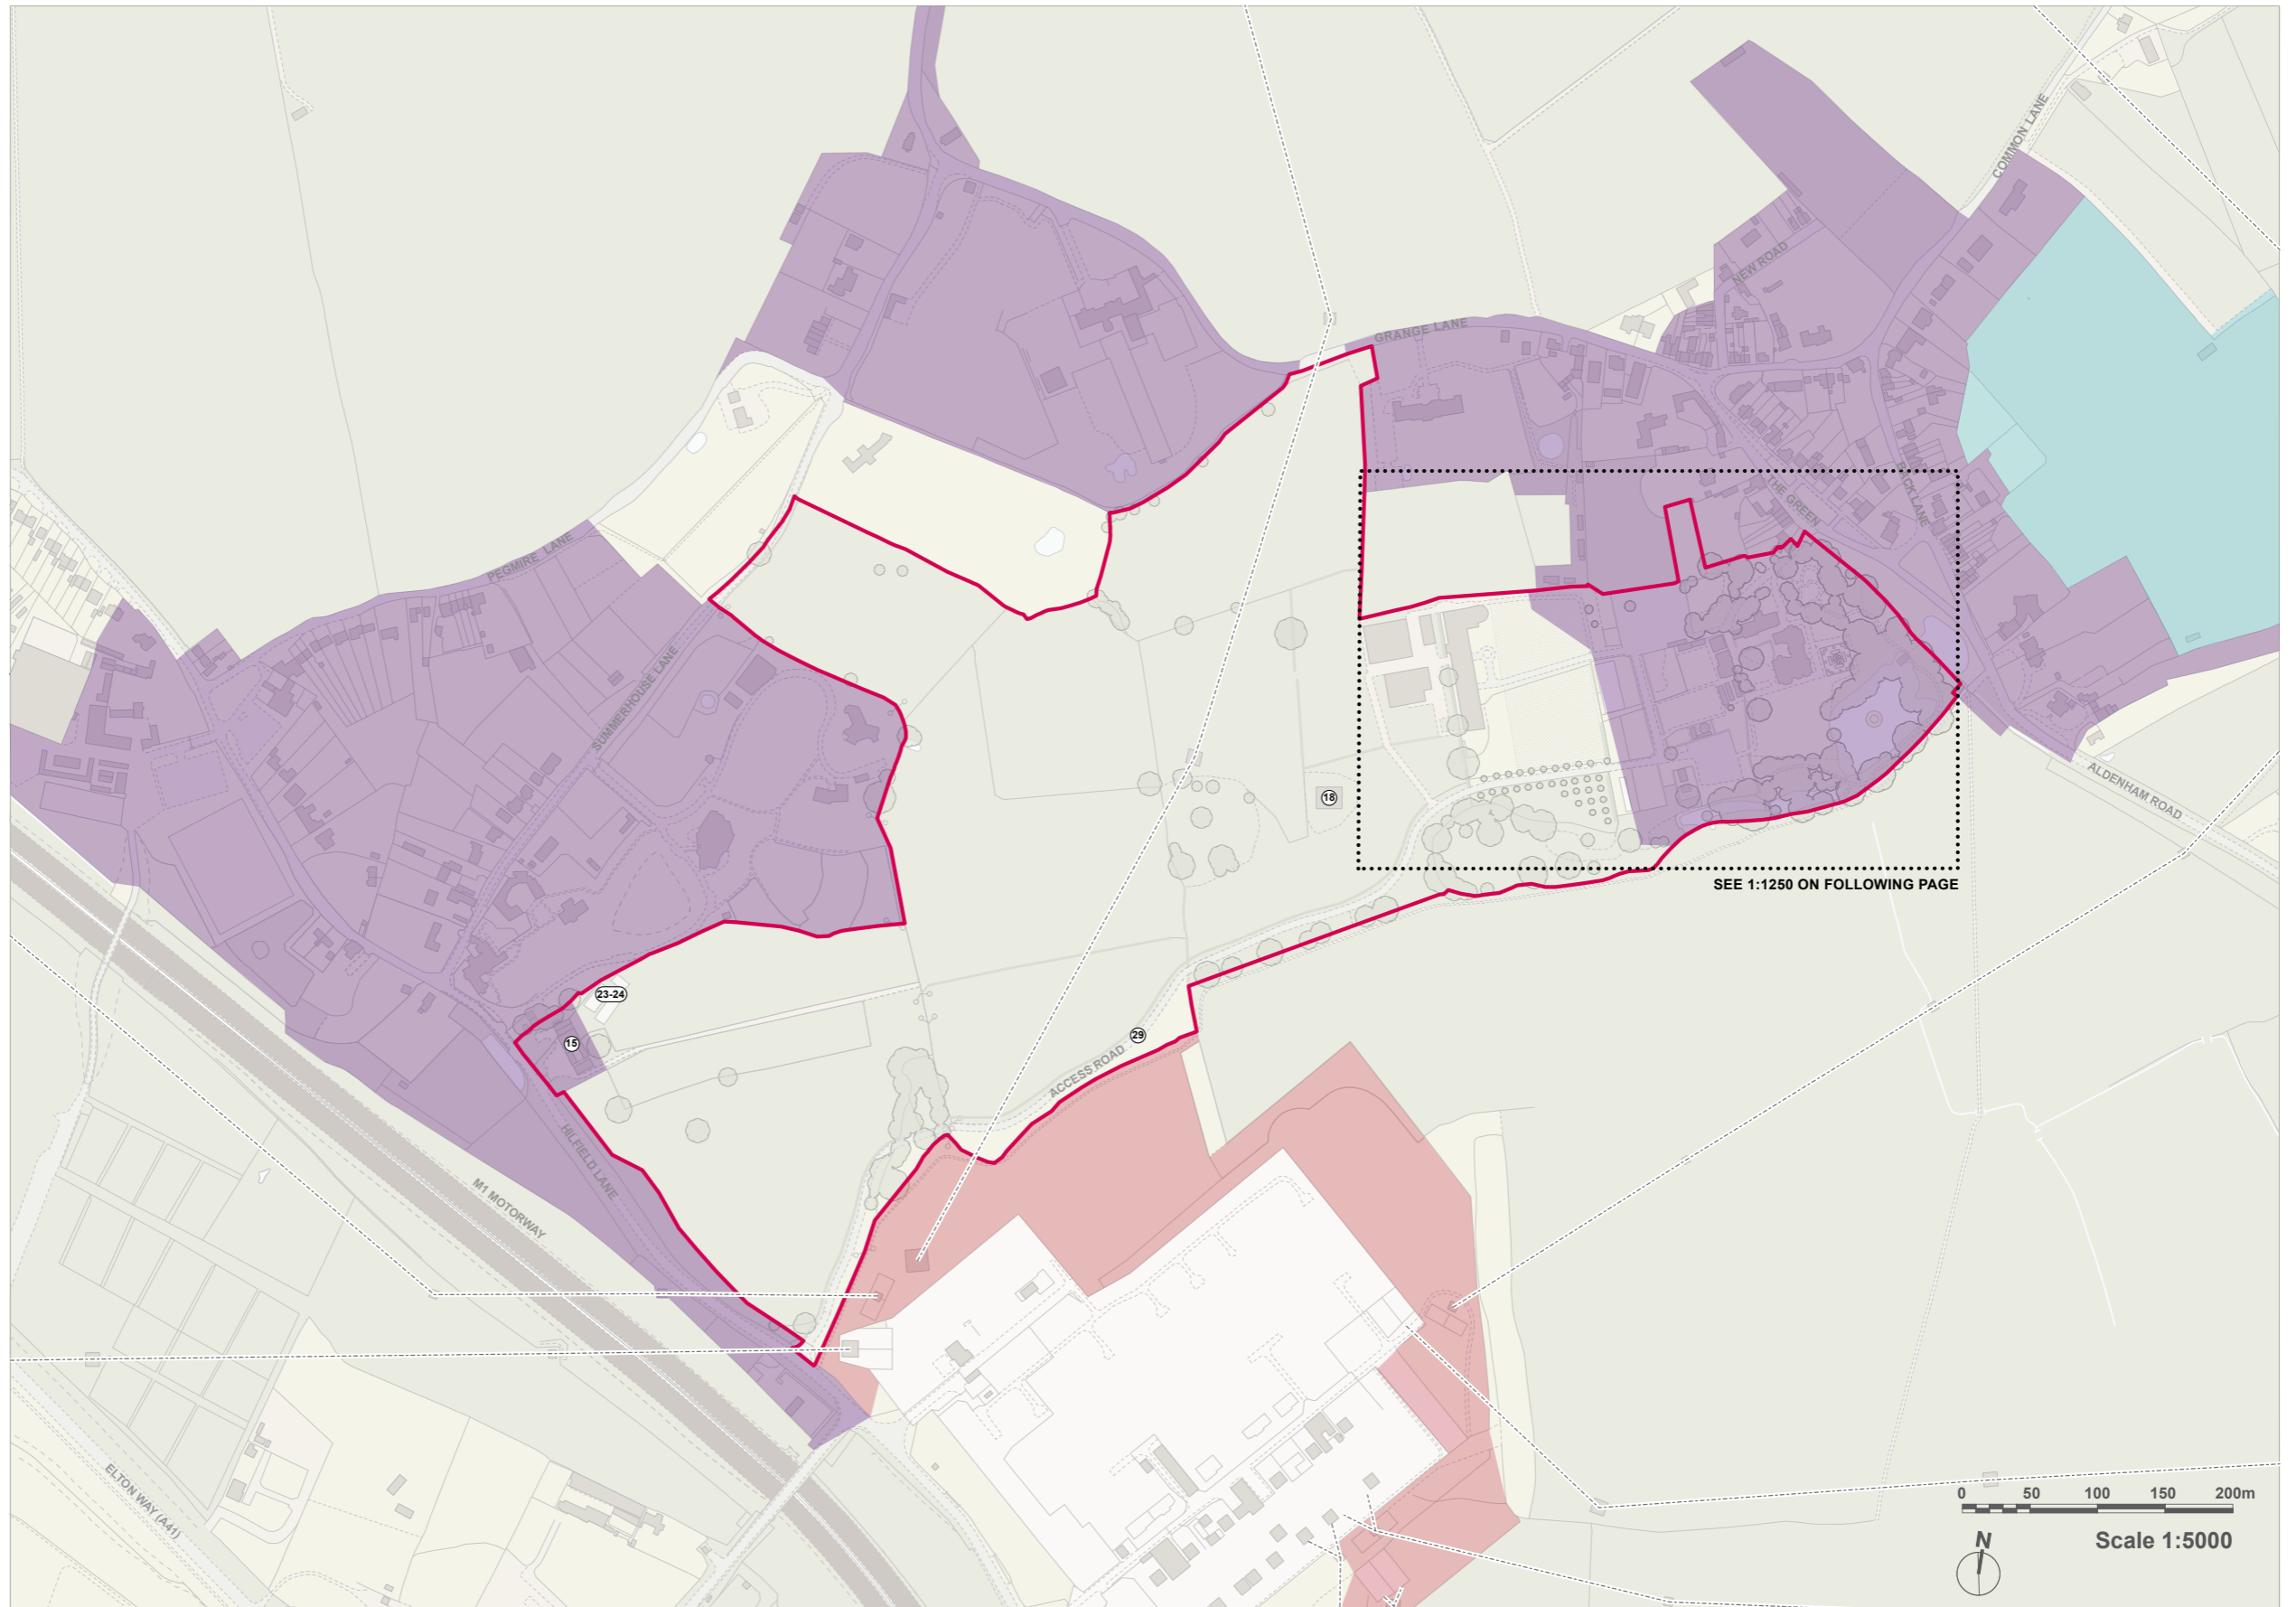 COMMON LANE
NEW ROAD
GRANGE LANE
BACK LANE
THE GREEN
PEGMIRE LANE
SUMMERHOUSE LANE
ALDENHAM ROAD
18
SEE 1:1250 ON FOLLOWING PAGE
23-24
15
29
ACCESS ROAD
HILFIELD LANE
M1 MOTORWAY
ELTON WAY (A41)
0 50 100 150 200m
N
Scale 1:5000